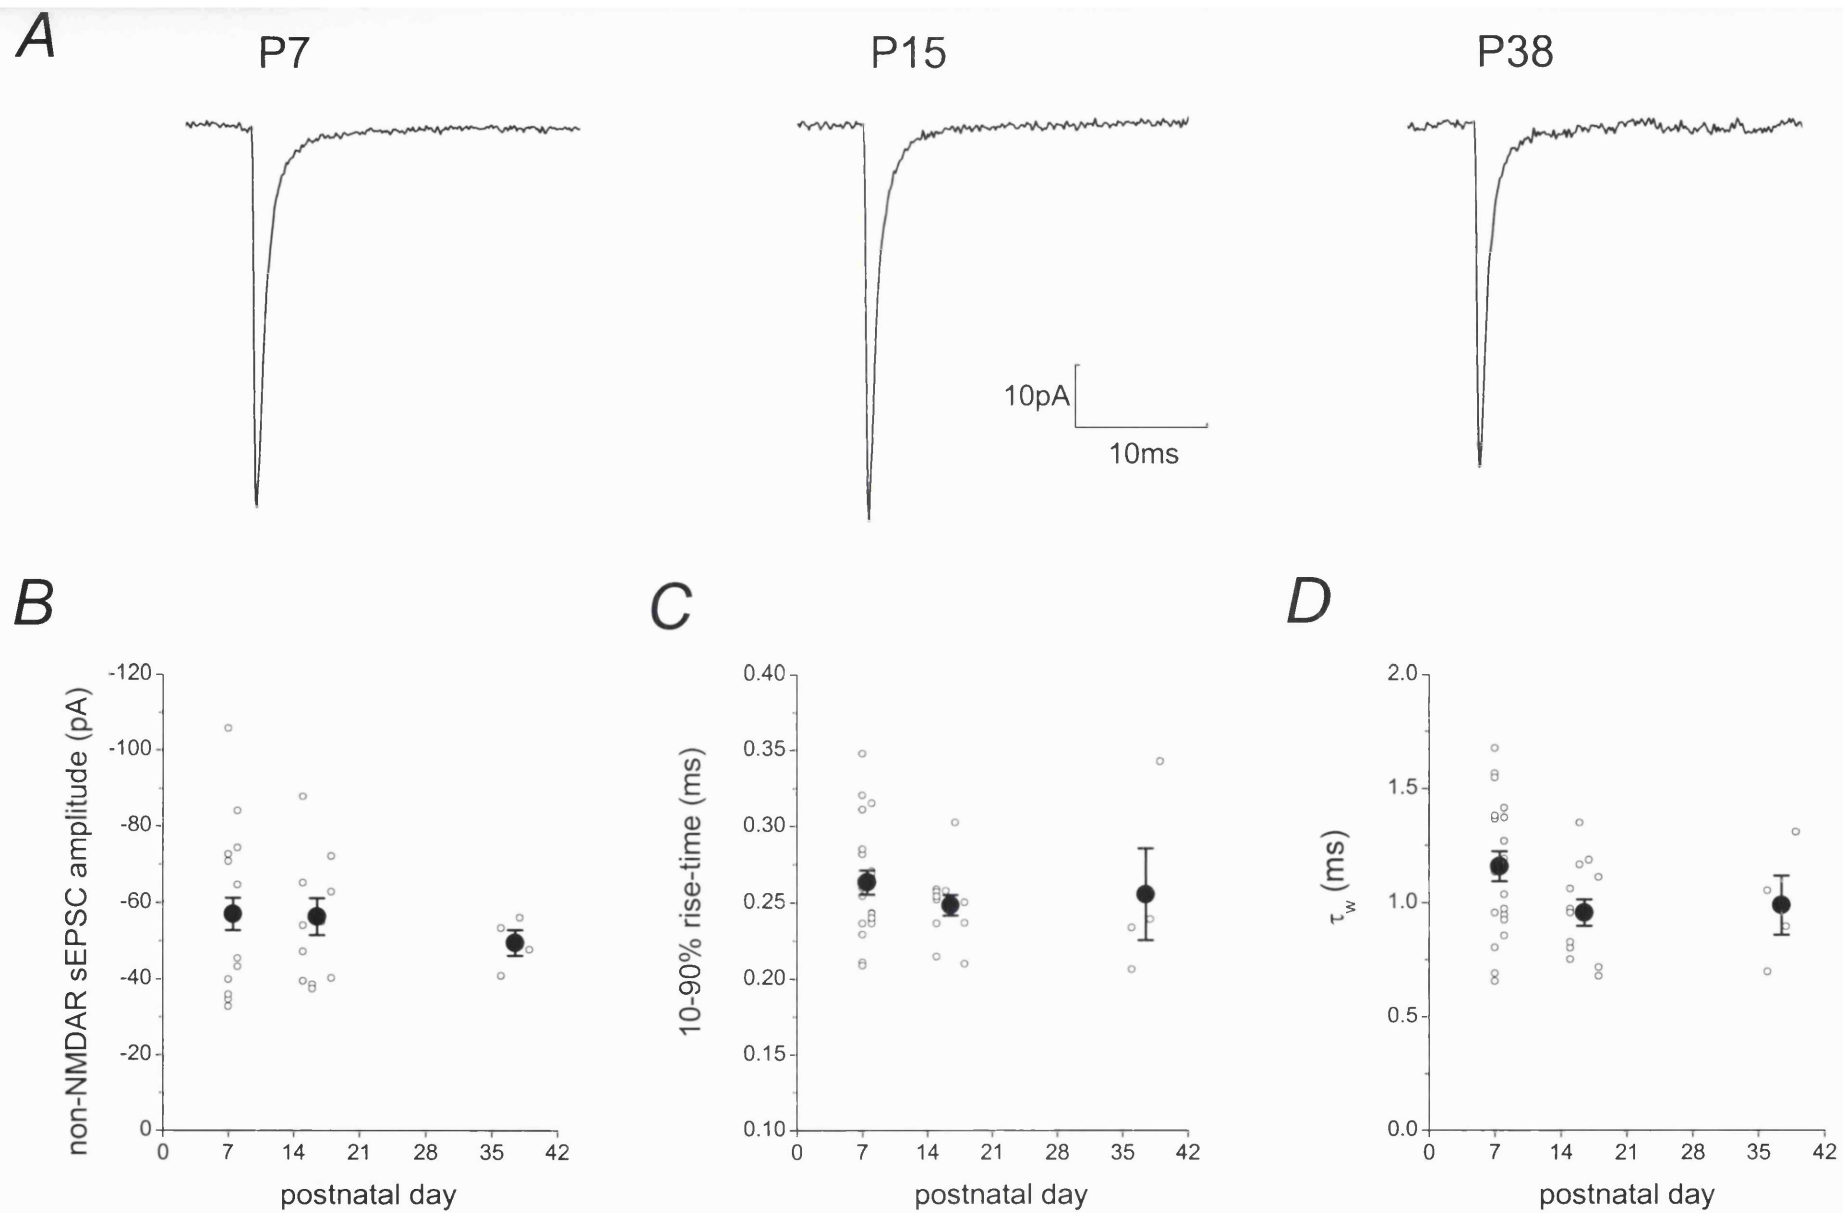 A
P7
P15
P38
10pA
10ms
B
C
D
non-NMDAR sEPSC amplitude (pA)
-120
-100
-80
-60
-40
-20
0
0 7 14 21 28 35 42
postnatal day
10-90% rise-time (ms)
0.40
0.35
0.30
0.25
0.20
0.15
0.10
0 7 14 21 28 35 42
postnatal day
τw (ms)
2.0
1.5
1.0
0.5
0.0
0 7 14 21 28 35 42
postnatal day